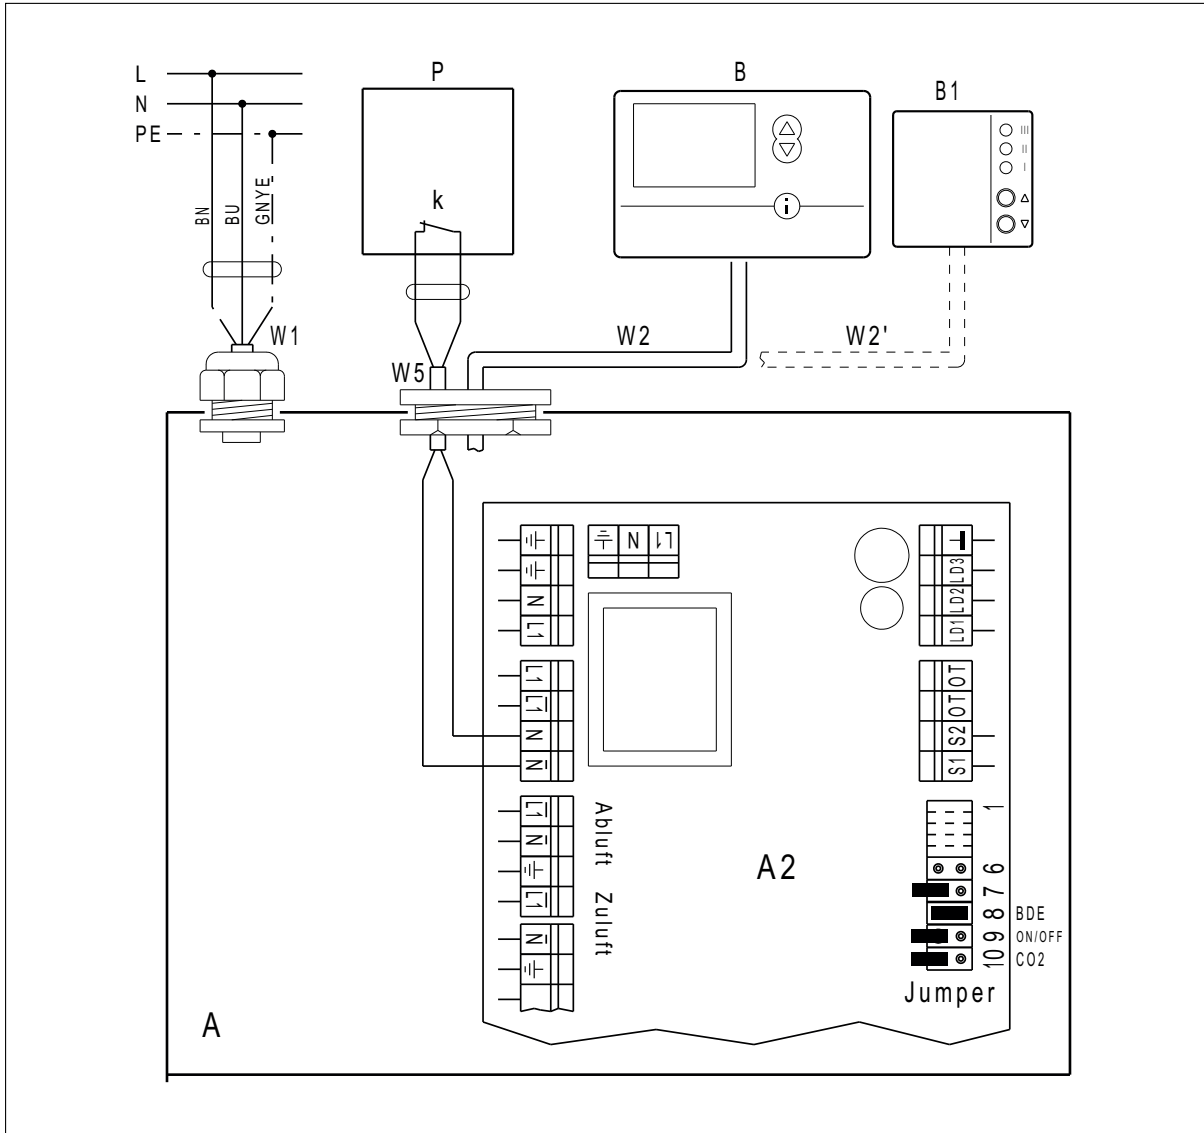 L
N
PE
BN
BU
GNYE
W1
P
k
W5
B
i
W2
B1
III
II
I
W2'
N
L1
N
L1
L1
L1
N
N
L1
N
L1
N
Abluft
Zuluft
A2
LD3
LD2
LD1
OT
OT
S2
S1
1
6
7
8 BDE
9 ON/OFF
10 CO2
Jumper
A